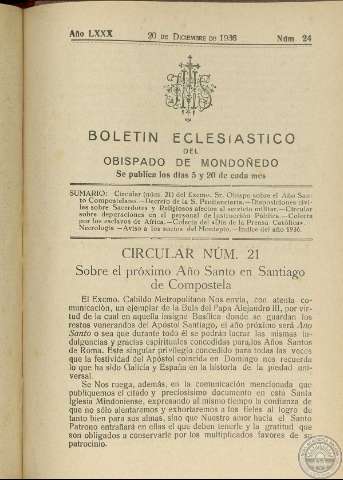 Año LXXX 20 DE DICIEMBRE DE 1936 Núm 24
JHS
BOLETIN ECLESIASTICO
DEL
OBISPADO DE MONDOÑEDO
Se publica los días 5 y 20 de cada mes
SUMARIO: Circular (núm. 21) del Excmo. Sr. Obispo sobre el Año San-
to Compostelano.—Decreto de la S. Penitenciaría.—Disposiciones civi-
les sobre Sacerdotes y Religiosos afectos al servicio militar.—Circular
sobre depuraciones en el personal de Instrucción Pública.—Colecta
por los esclavos de Africa.—Colecta del «Día de la Prensa Católica».—
Necrología—Aviso a los socios del Montepío.—Indice del año 1936.
CIRCULAR NÚM. 21
Sobre el próximo Año Santo en Santiago
de Compostela
El Excmo. Cabildo Metropolitano Nos envía, con atenta co-
municación, un ejemplar de la Bula del Papa Alejandro III, por vir-
tud de la cual en aquella insigne Basílica donde se guardan los
restos venerandos del Apóstol Santiago, el año próximo será Ano
Santo o sea que durante todo él se podrán lucrar las mismas in-
dulgencias y gracias espirituales concedidas para los Años Santos
de Roma. Este singular privilegio concedido para todas las veces
que la festividad del Apóstol coincida en Domingo nos recuerda
lo que ha sido Galicia y España en la historia de la piedad uni-
versal.
Se Nos ruega, además, en la comunicación mencionada que
publiquemos el citado y preciosísimo documento en esta Santa
Iglesia Mindoniense, expresando al mismo tiempo la confianza de
que no sólo alentaremos y exhortaremos a los fieles al logro de
tanto bien para sus almas, sino que Nuestro amor hacia el Santo
Patrono entrañará en ellas el que deben tenerle y la gratitud que
son obligados a conservarle por los multiplicados favores de su
patrocinio.